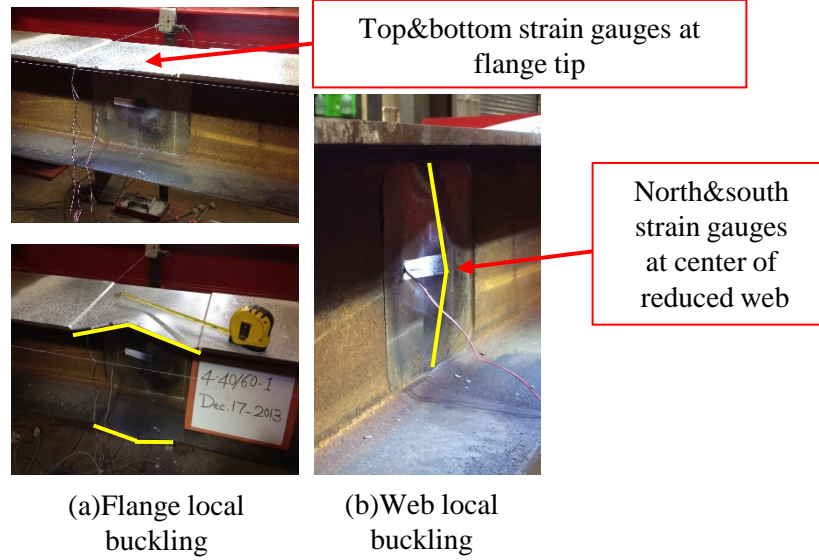 Top&bottom strain gauges at
flange tip
North&south
strain gauges
at center of
reduced web
4-40/60-1
Dec.17-2013
(a)Flange local
buckling
(b)Web local
buckling